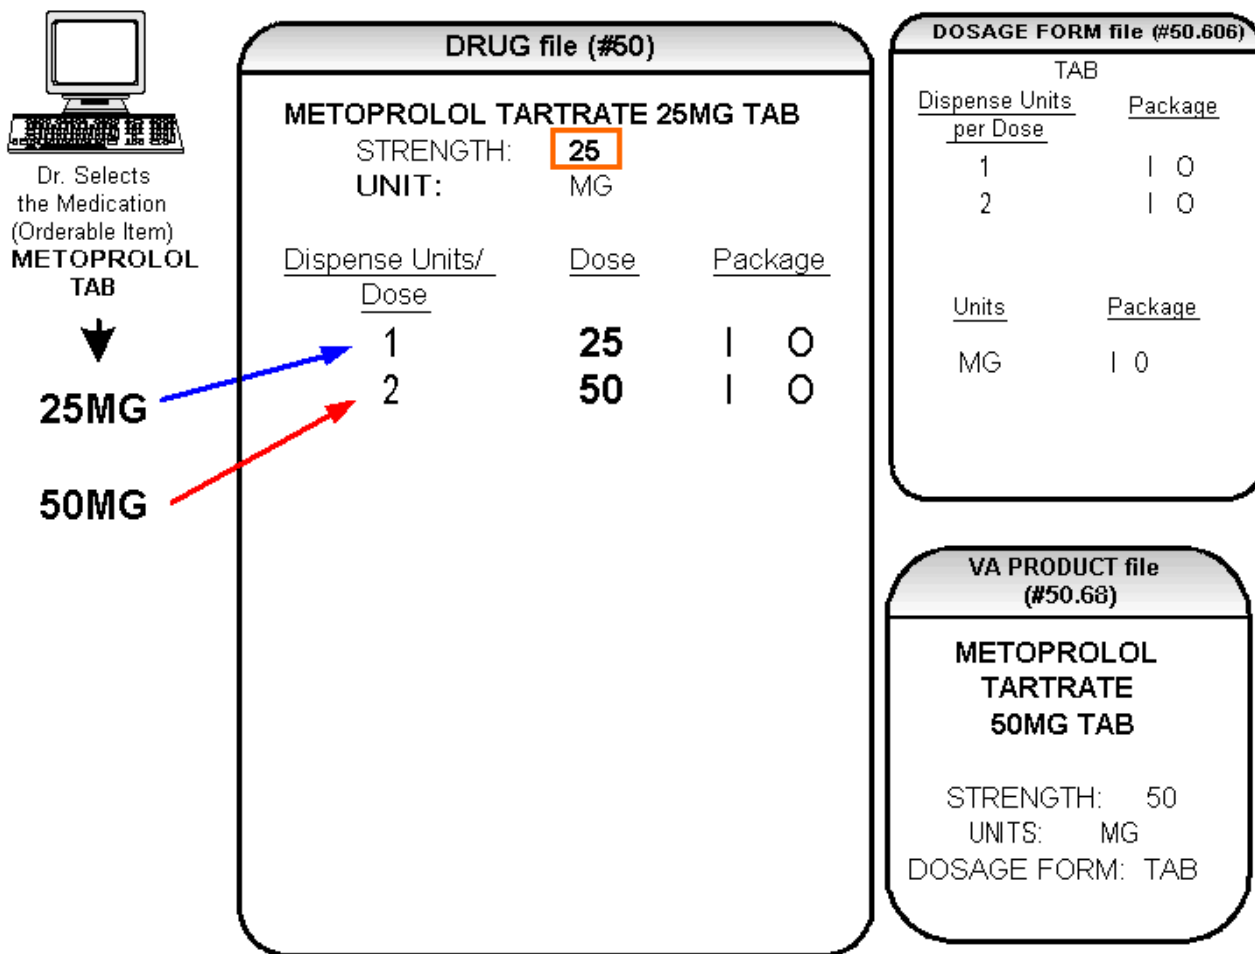 Dr. Selects
the Medication
(Orderable Item)
METOPROLOL
TAB
25MG
50MG
DRUG file (#50)
METOPROLOL TARTRATE 25MG TAB
STRENGTH: 25
UNIT: MG
Dispense Units/ Dose Package
Dose
1 25 I O
2 50 I O
DOSAGE FORM file (#50.606)
TAB
Dispense Units Package
per Dose
1 I O
2 I O
Units Package
MG I 0
VA PRODUCT file
(#50.68)
METOPROLOL
TARTRATE
50MG TAB
STRENGTH: 50
UNITS: MG
DOSAGE FORM: TAB